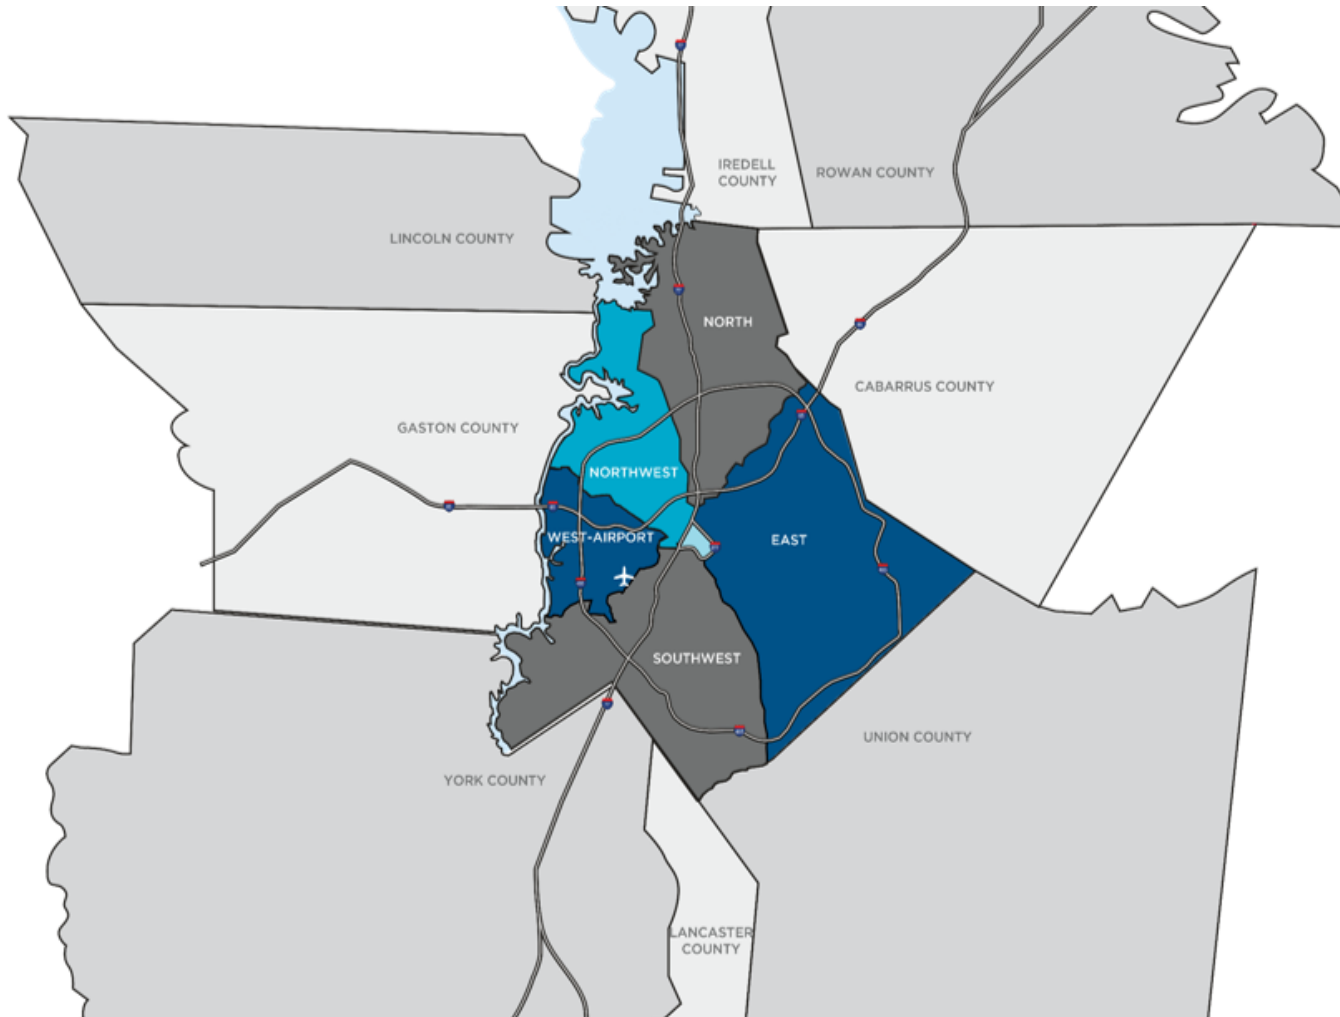 IREDELL
COUNTY
ROWAN COUNTY
LINCOLN COUNTY
NORTH
CABARRUS COUNTY
GASTON COUNTY
NORTHWEST
WEST-AIRPORT
EAST
SOUTHWEST
UNION COUNTY
YORK COUNTY
LANCASTER
COUNTY